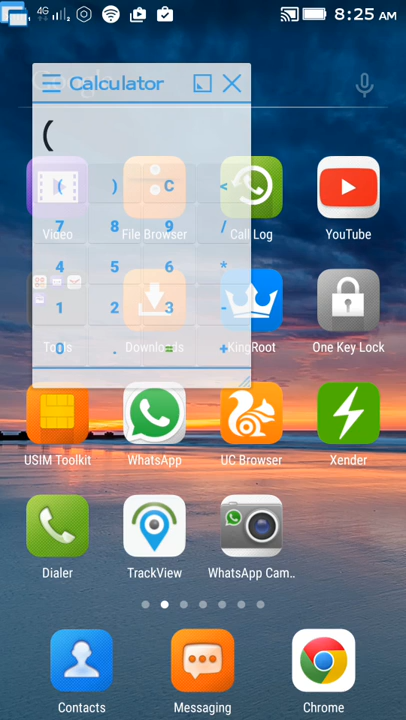 4G 8:25 AM
Google
Calculator
(
( ) C <
Video File Browser Call Log YouTube
7 8 9 /
4 5 6 *
1 2 3 -
Tools Downloads KingRoot One Key Lock
0 . = +
USIM Toolkit WhatsApp UC Browser Xender
Dialer TrackView WhatsApp Cam..
Contacts Messaging Chrome